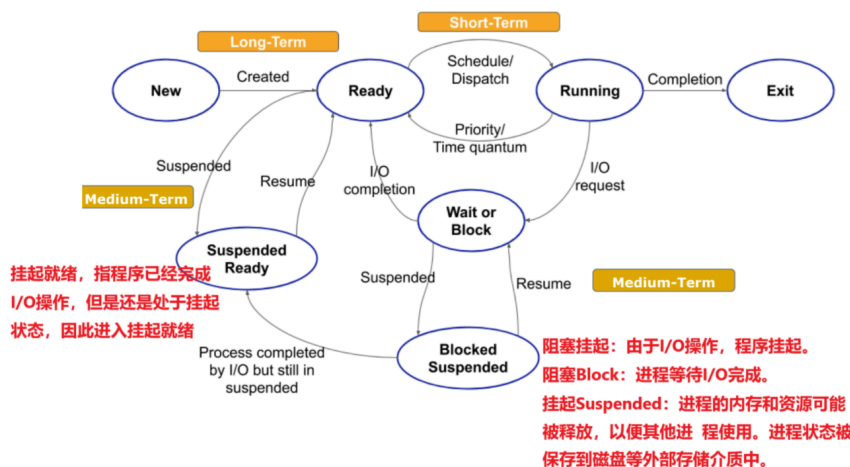 Long-Term
Short-Term
Created
Schedule/
Dispatch
Completion
New
Ready
Running
Exit
Priority/
Time quantum
Suspended
I/O
completion
I/O
request
Resume
Medium-Term
Wait or
Block
Suspended
Ready
挂起就绪，指程序已经完成
I/O操作，但是还是处于挂起
状态，因此进入挂起就绪
Suspended
Resume
Medium-Term
Process completed
by I/O but still in
suspended
Blocked
Suspended
阻塞挂起：由于I/O操作，程序挂起。
阻塞Block：进程等待I/O完成。
挂起Suspended：进程的内存和资源可能
被释放，以便其他进 程使用。进程状态被
保存到磁盘等外部存储介质中。